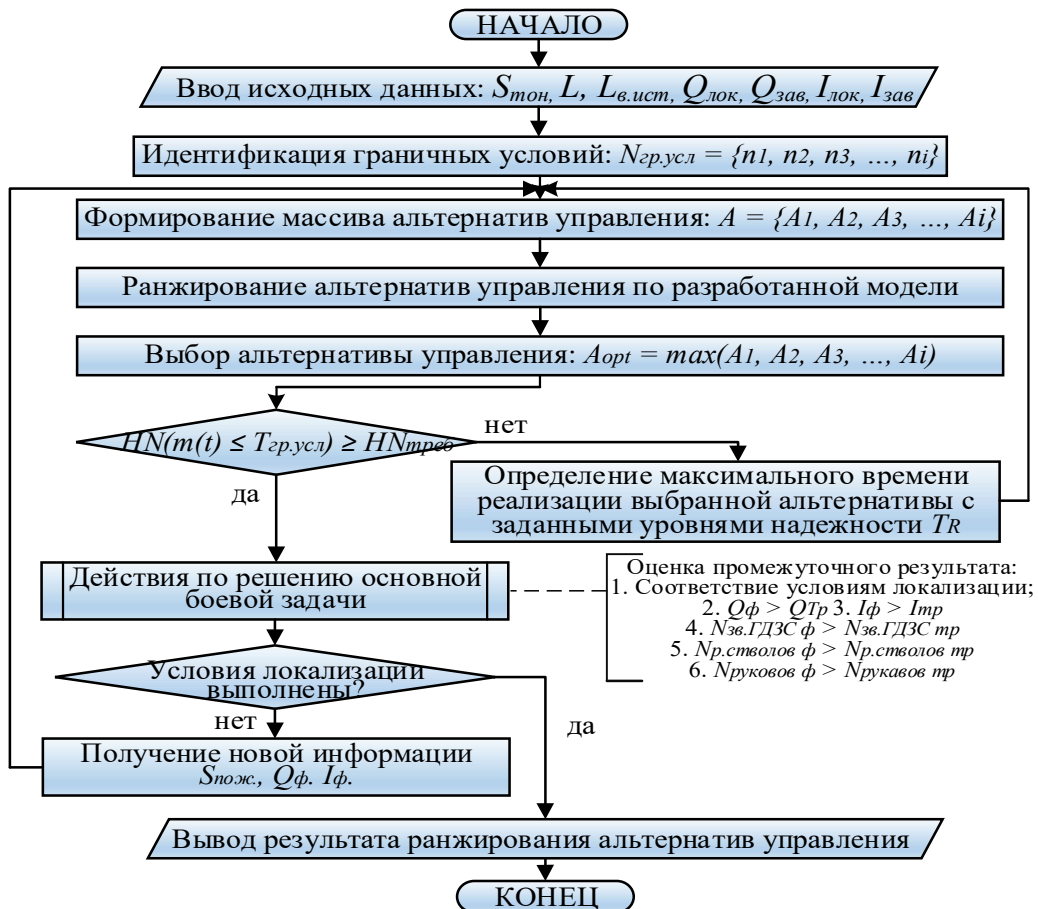 НАЧАЛО
Ввод исходных данных: Sтон, L, Lв.ист, Qлок, Qзав, Iлок, Iзав
Идентификация граничных условий: Nгр.усл = {n1, n2, n3, ..., ni}
Формирование массива альтернатив управления: A = {A1, A2, A3, ..., Ai}
Ранжирование альтернатив управления по разработанной модели
Выбор альтернативы управления: Aopt = max(A1, A2, A3, ..., Ai)
HN(m(t) ≤ Tгр.усл) ≥ HNтреб
нет
да
Определение максимального времени
реализации выбранной альтернативы с
заданными уровнями надежности TR
Действия по решению основной
боевой задачи
Оценка промежуточного результата:
1. Соответствие условиям локализации;
2. Qф > QТр 3. Iф > Iтр
4. Nзв.ГДЗС ф > Nзв.ГДЗС тр
5. Nр.стволов ф > Nр.стволов тр
6. Nруковов ф > Nрукавов тр
Условия локализации
выполнены?
нет
да
Получение новой информации
Sпож., Qф. Iф.
Вывод результата ранжирования альтернатив управления
КОНЕЦ